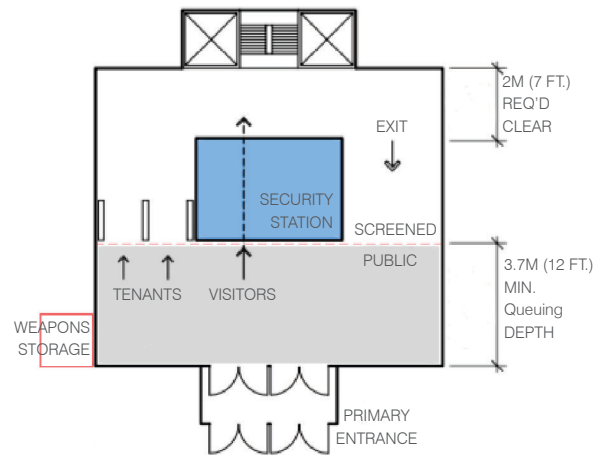 2M (7 FT.)
REQ'D
CLEAR
EXIT
SECURITY
STATION
SCREENED
PUBLIC
3.7M (12 FT.)
MIN.
Queuing
DEPTH
TENANTS
VISITORS
WEAPONS
STORAGE
PRIMARY
ENTRANCE